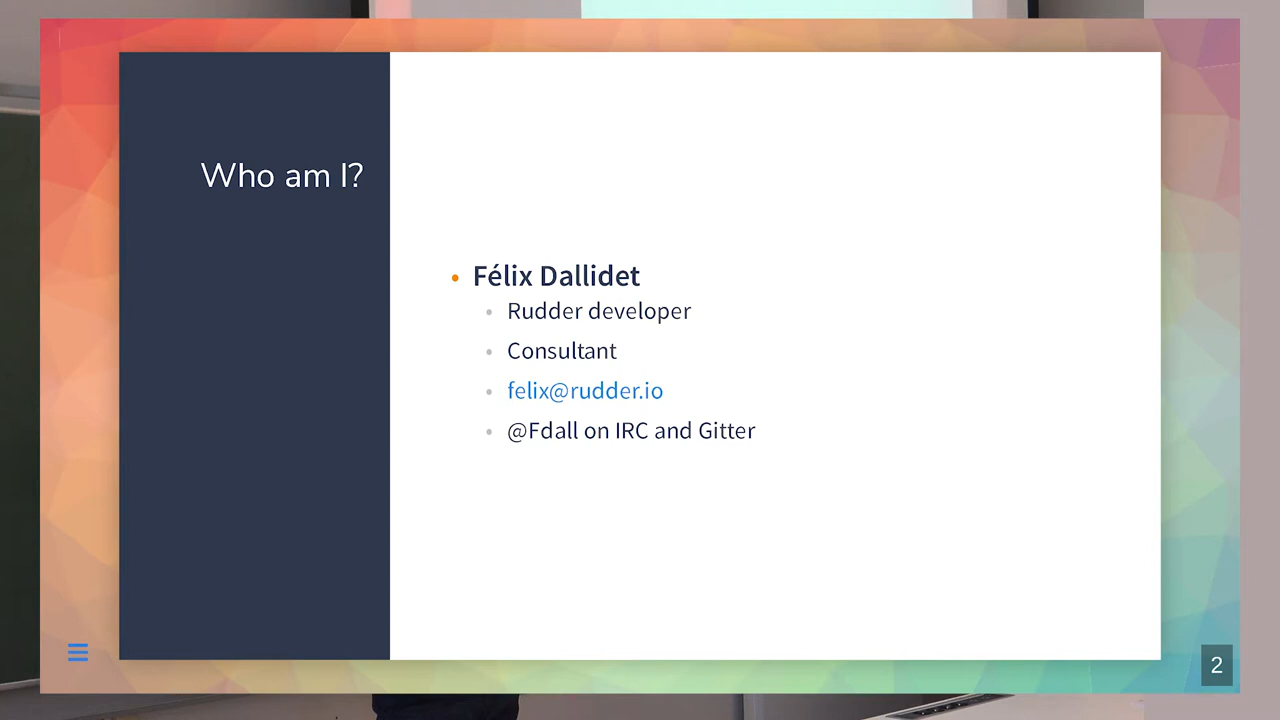 Who am I?
Félix Dallidet
Rudder developer
Consultant
felix@rudder.io
@Fdall on IRC and Gitter
2